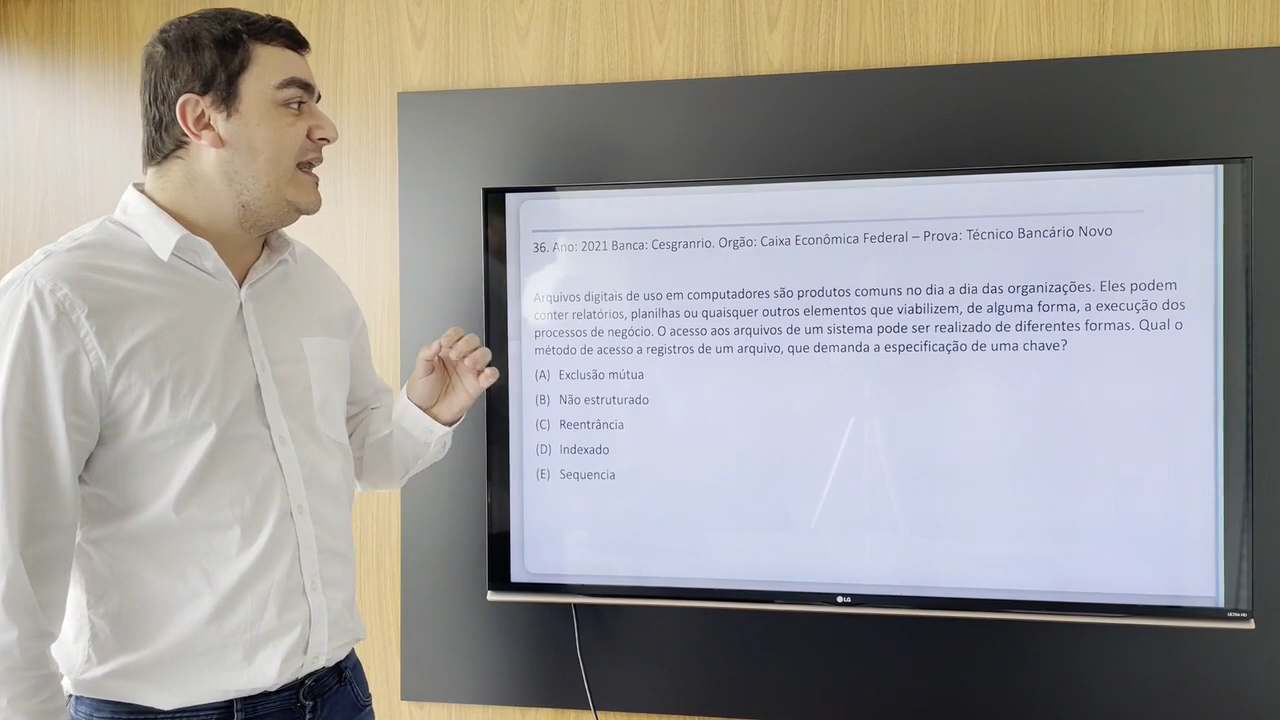 36. Ano: 2021 Banca: Cesgranrio. Orgão: Caixa Econômica Federal – Prova: Técnico Bancário Novo
Arquivos digitais de uso em computadores são produtos comuns no dia a dia das organizações. Eles podem
conter relatórios, planilhas ou quaisquer outros elementos que viabilizem, de alguma forma, a execução dos
processos de negócio. O acesso aos arquivos de um sistema pode ser realizado de diferentes formas. Qual o
método de acesso a registros de um arquivo, que demanda a especificação de uma chave?
(A) Exclusão mútua
(B) Não estruturado
(C) Reentrância
(D) Indexado
(E) Sequencia
LG
ULTRA HD